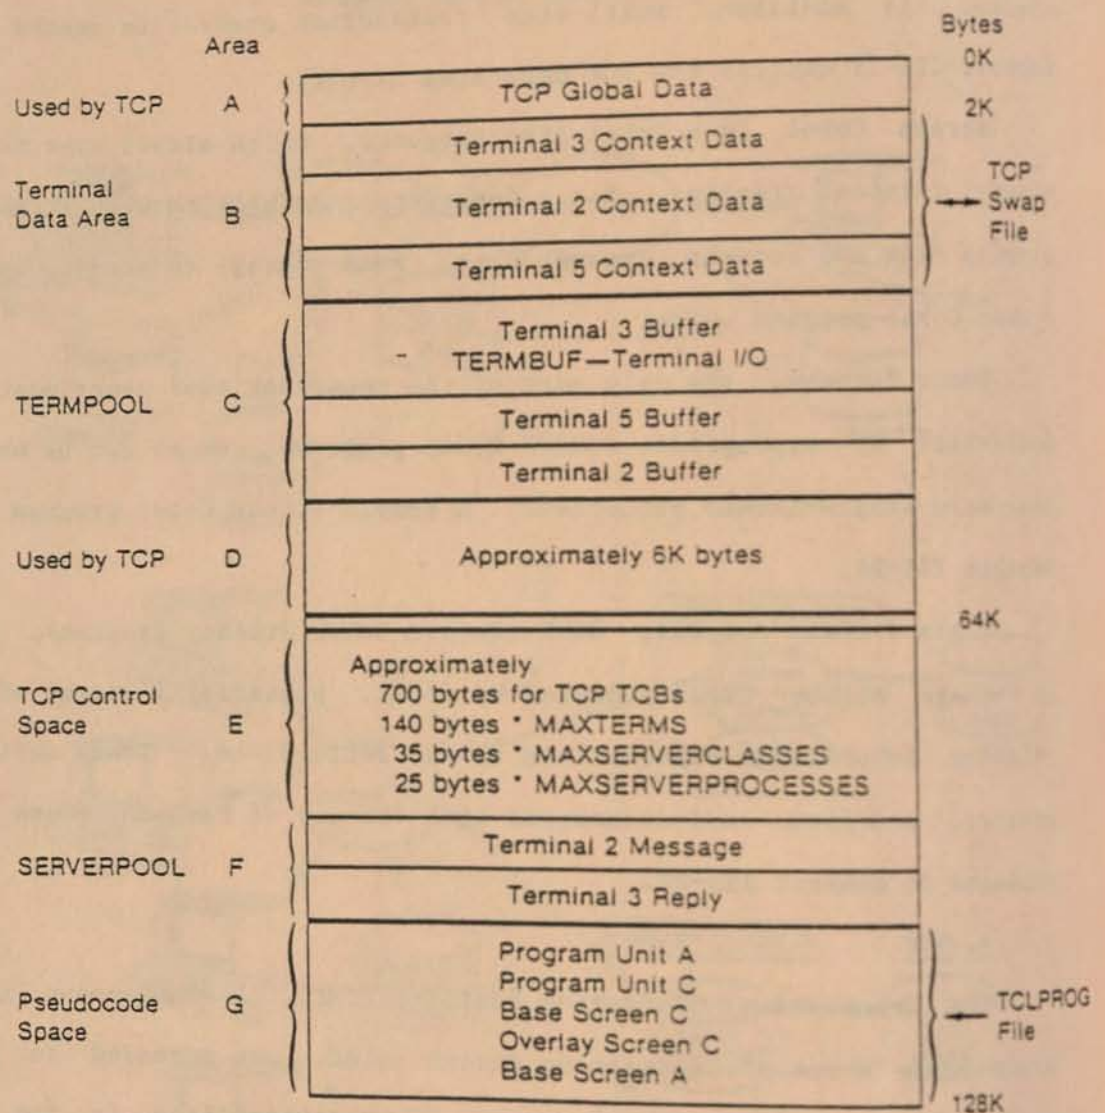 Bytes
Area
0K
Used by TCP A TCP Global Data
2K
Terminal 3 Context Data
Terminal
Data Area B Terminal 2 Context Data
TCP
Swap
File
Terminal 5 Context Data
Terminal 3 Buffer
TERMBUF—Terminal I/O
TERMPOOL C Terminal 5 Buffer
Terminal 2 Buffer
Used by TCP D Approximately 6K bytes
64K
Approximately
700 bytes for TCP TCBs
TCP Control
Space E
140 bytes * MAXTERMS
35 bytes * MAXSERVERCLASSES
25 bytes * MAXSERVERPROCESSES
Terminal 2 Message
SERVERPOOL F
Terminal 3 Reply
Program Unit A
Program Unit C
Pseudocode
Space G
Base Screen C
Overlay Screen C
Base Screen A
TCLPROG
File
128K